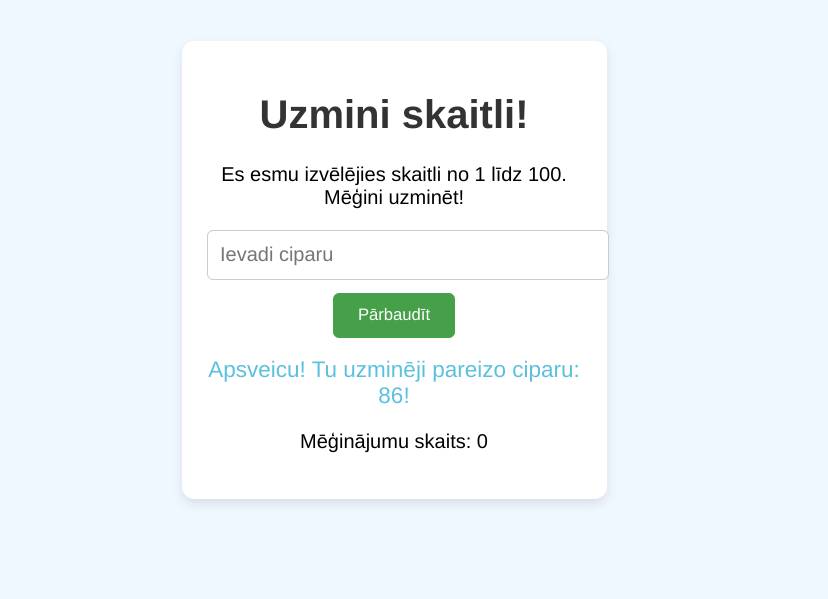 Uzmini skaitli!
Es esmu izvēlējies skaitli no 1 līdz 100.
Mēģini uzminēt!
Ievadi ciparu
Pārbaudīt
Apsveicu! Tu uzminēji pareizo ciparu:
86!
Mēģinājumu skaits: 0